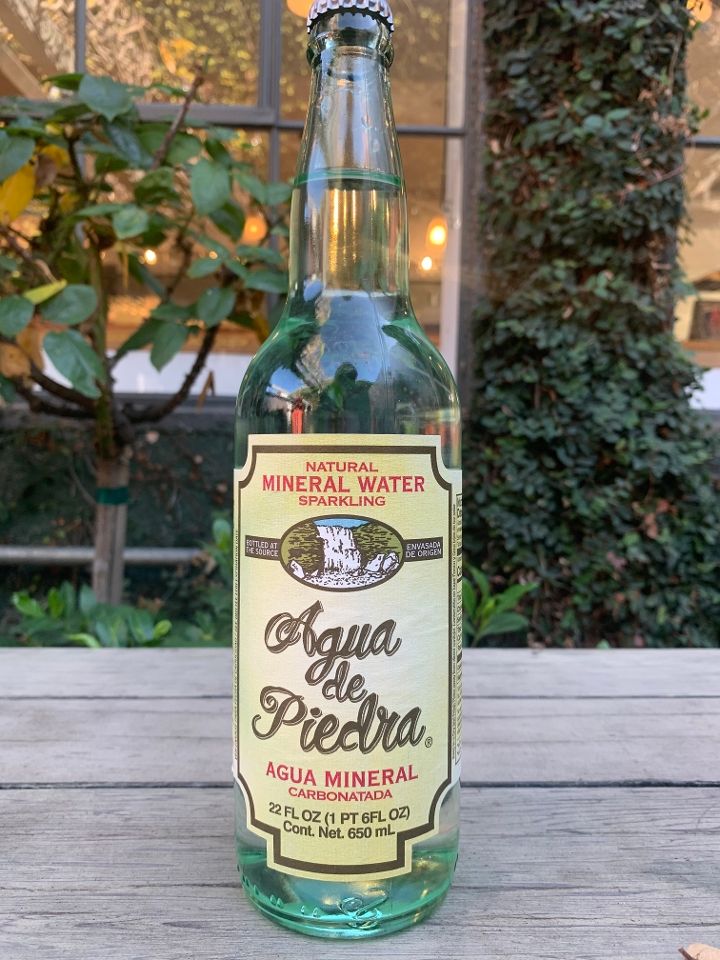 NATURAL
MINERAL WATER
SPARKLING
BOTTLED AT
THE SOURCE
ENVASADA
DE ORIGEN
Agua
de
Piedra®
AGUA MINERAL
CARBONATADA
22 FL OZ (1 PT 6FL OZ)
Cont. Net. 650 mL